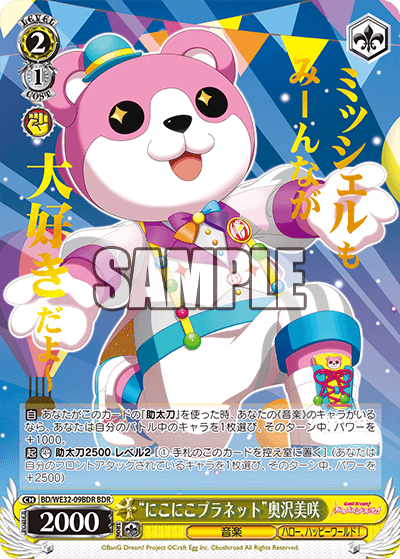 LEVEL
2
1
COST
ミッシェルも
みーんなが
大好きだよ!
SAMPLE
自 あなたがこのカードの「助太刀」を使った時、あなたの《音楽》のキャラがいる
なら、あなたは自分のバトル中のキャラを1枚選び、そのターン中、パワーを
+1000。
起 助太刀2500 レベル2 [① 手札のこのカードを控え室に置く] (あなたは
自分のフロントアタックされているキャラを1枚選び、そのターン中、パワーを
+2500)
CH BD/WE32-09BDR BDR
2000
"にこにこプラネット"奥沢美咲
音楽
BanG Dream!
ハロー、ハッピーワールド!
©BanG Dream! Project ©Craft Egg Inc. ©bushiroad All Rights Reserved.